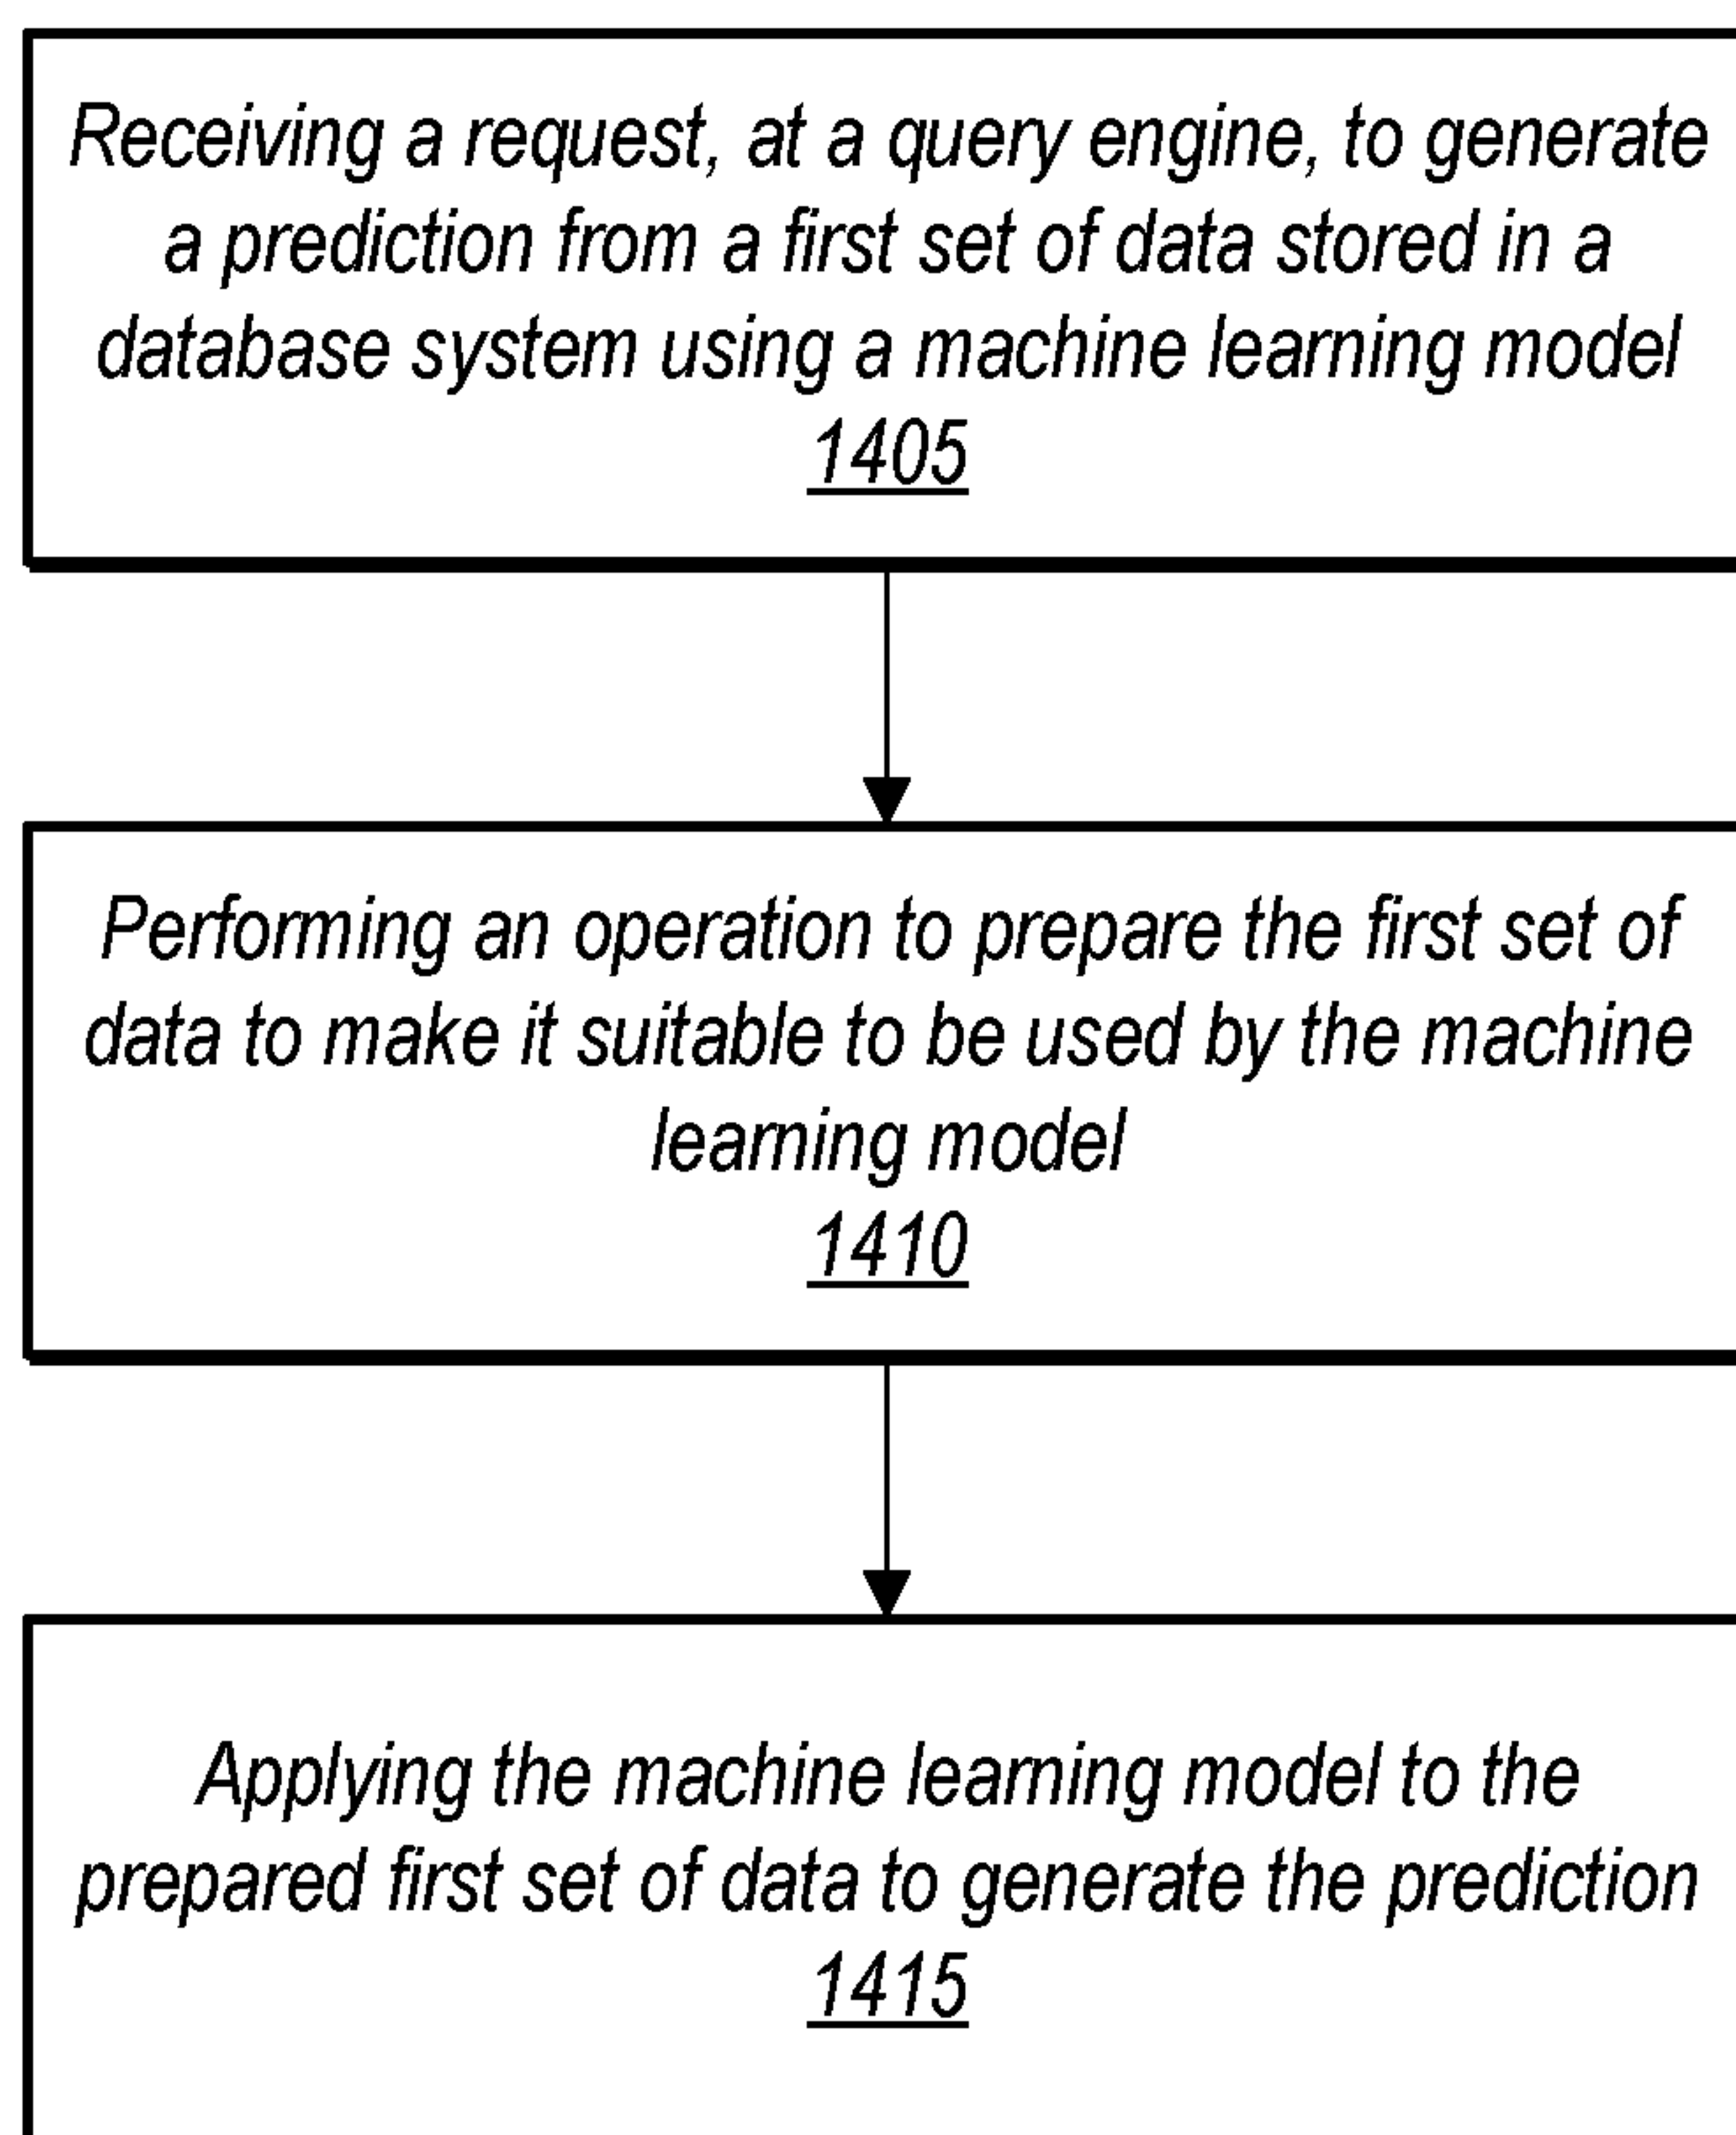 Receiving a request, at a query engine, to generate
a prediction from a first set of data stored in a
database system using a machine learning model
1405
Performing an operation to prepare the first set of
data to make it suitable to be used by the machine
learning model
1410
Applying the machine learning model to the
prepared first set of data to generate the prediction
1415